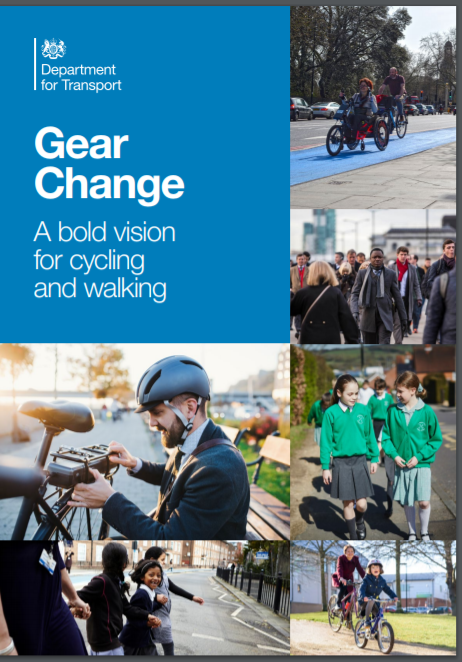 Department
for Transport
Gear
Change
A bold vision
for cycling
and walking